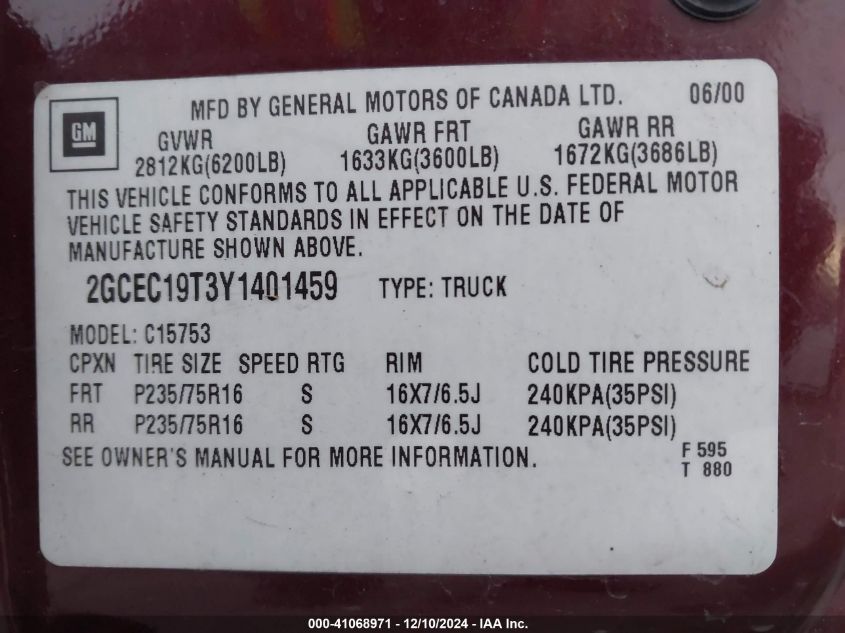 GM
MFD BY GENERAL MOTORS OF CANADA LTD. 06/00
GVWR GAWR FRT GAWR RR
2812KG(6200LB) 1633KG(3600LB) 1672KG(3686LB)
THIS VEHICLE CONFORMS TO ALL APPLICABLE U.S. FEDERAL MOTOR
VEHICLE SAFETY STANDARDS IN EFFECT ON THE DATE OF
MANUFACTURE SHOWN ABOVE.
2GCEC19T3Y1401459 TYPE: TRUCK
MODEL: C15753
CPXN TIRE SIZE SPEED RTG RIM COLD TIRE PRESSURE
FRT P235/75R16 S 16X7/6.5J 240KPA(35PSI)
RR P235/75R16 S 16X7/6.5J 240KPA(35PSI)
SEE OWNER'S MANUAL FOR MORE INFORMATION.
F 595
T 880
000-41068971 - 12/10/2024 - IAA Inc.